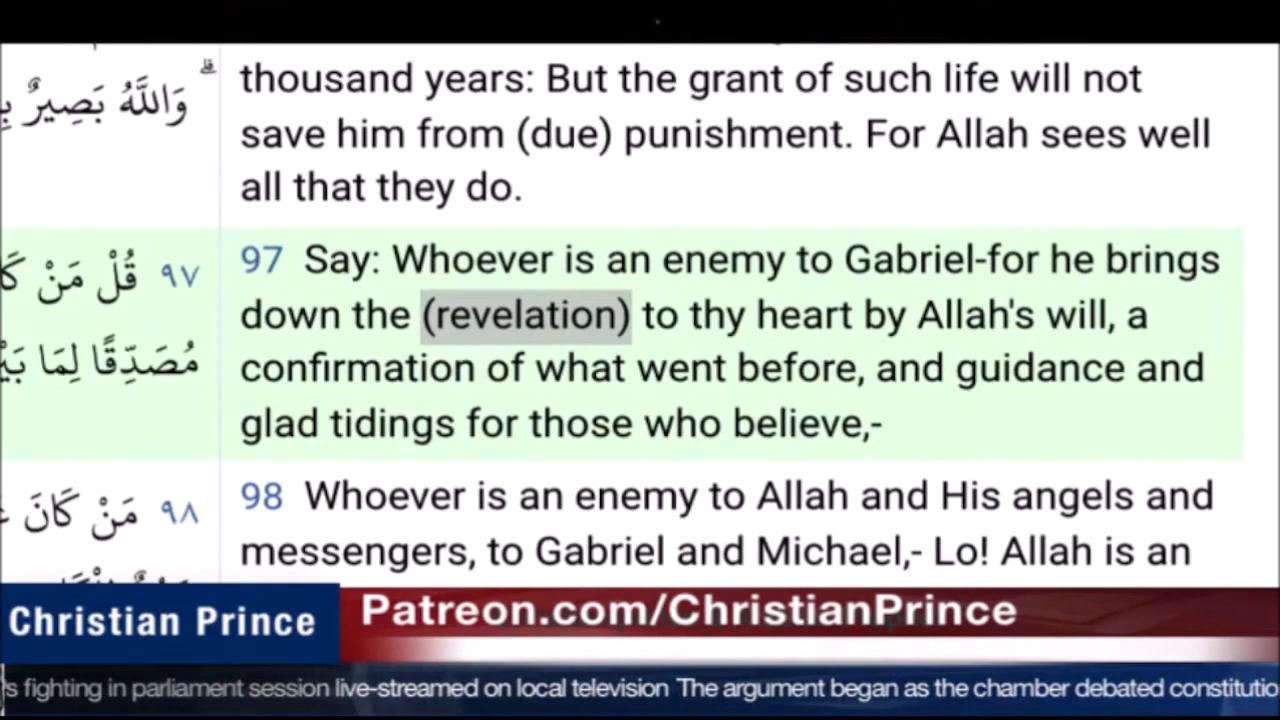 thousand years: But the grant of such life will not
وَاللَّهُ بَصِيرٌ
save him from (due) punishment. For Allah sees well
all that they do.
97 Say: Whoever is an enemy to Gabriel-for he brings
٩٧ قُلْ مَنْ
down the (revelation) to thy heart by Allah's will, a
مُصَدِّقًا لِمَا
confirmation of what went before, and guidance and
glad tidings for those who believe,-
98 Whoever is an enemy to Allah and His angels and
٩٨ مَنْ كَانَ
messengers, to Gabriel and Michael,- Lo! Allah is an
Christian Prince
Patreon.com/ChristianPrince
s fighting in parliament session live-streamed on local television The argument began as the chamber debated constitutio